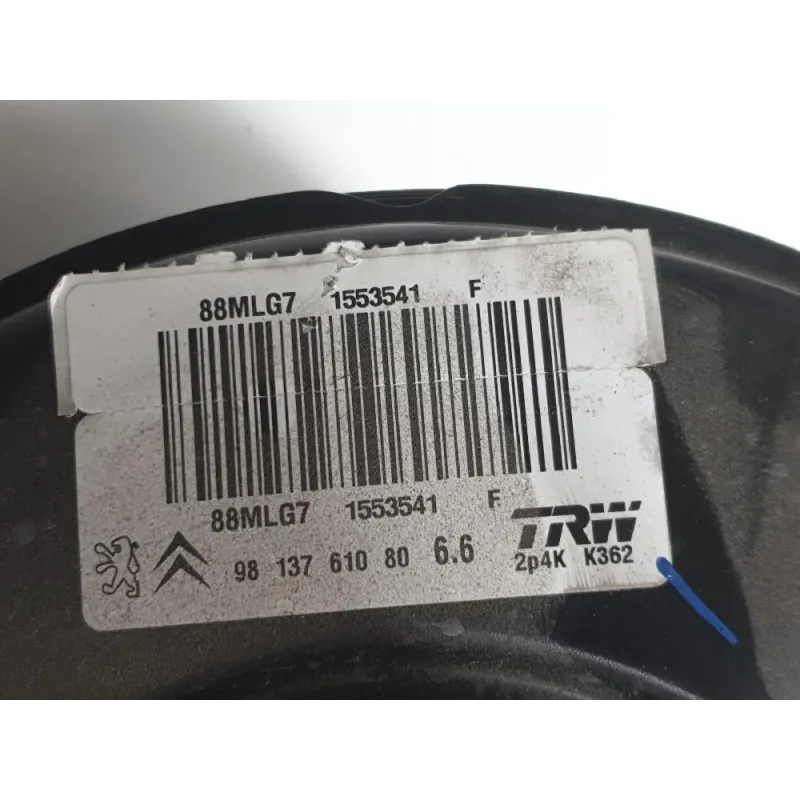 88MLG7 1553541 F
88MLG7 1553541 F
TRW
98 137 610 80 6.6 2p4K K362